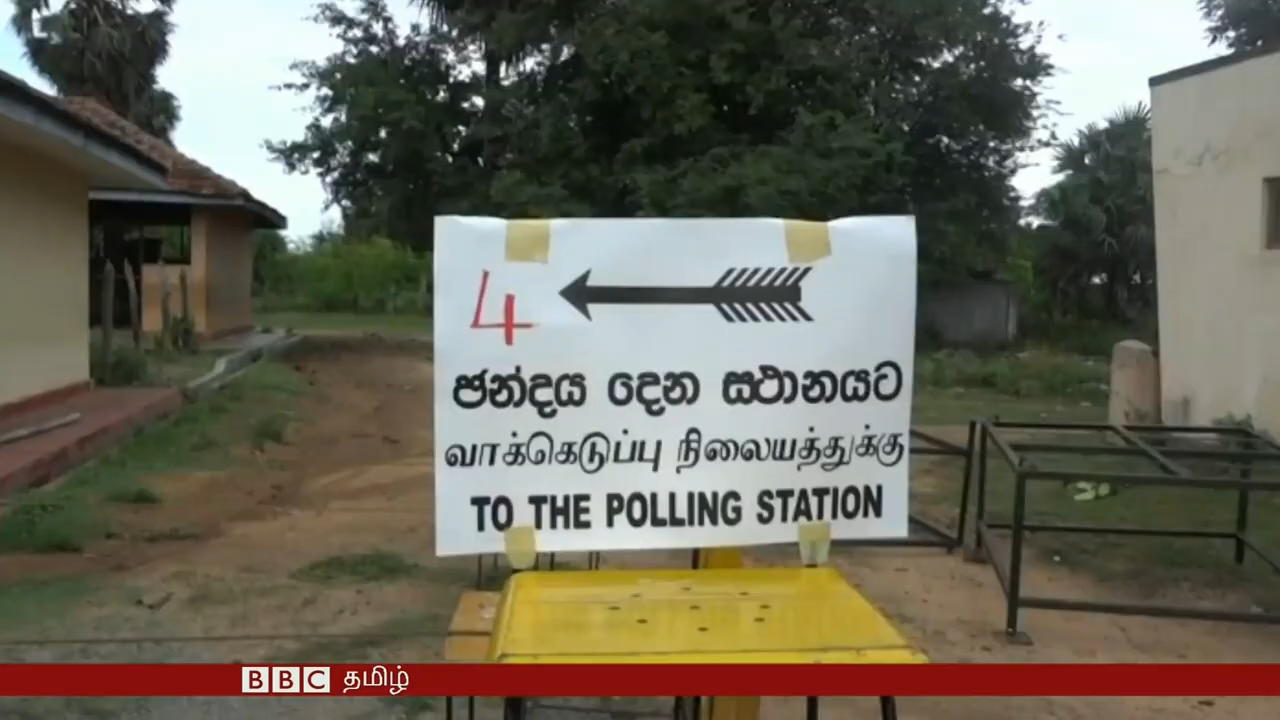 4
ඡන්දය දෙන ස්ථානයට
வாக்கெடுப்பு நிலையத்துக்கு
TO THE POLLING STATION
BBC தமிழ்